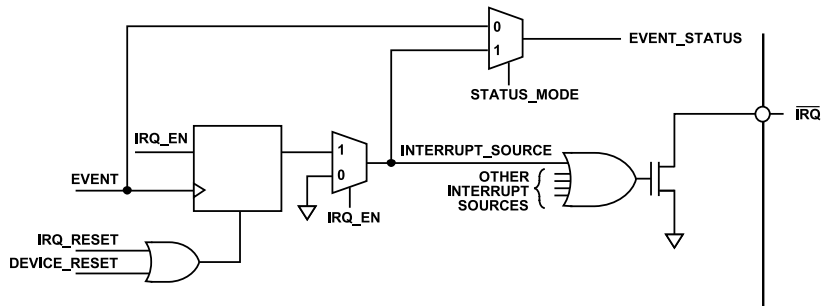 0
1
EVENT_STATUS
STATUS_MODE
IRQ
IRQ_EN
1
0
INTERRUPT_SOURCE
OTHER
INTERRUPT
SOURCES
EVENT
IRQ_EN
IRQ_RESET
DEVICE_RESET